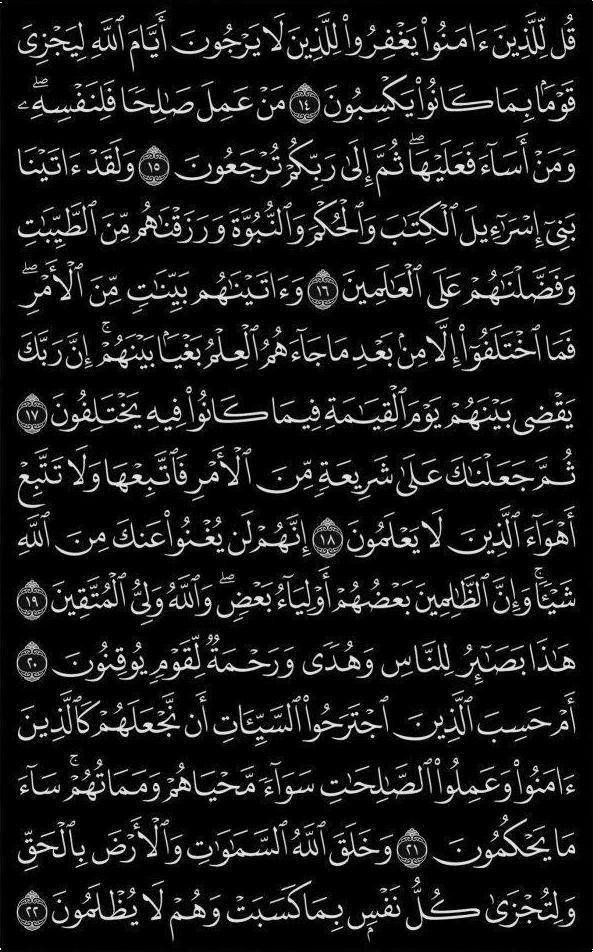 قُل لِّلَّذِينَ ءَامَنُوا۟ يَغْفِرُوا۟ لِلَّذِينَ لَا يَرْجُونَ أَيَّامَ ٱللَّهِ لِيَجْزِىَ
قَوْمًۢا بِمَا كَانُوا۟ يَكْسِبُونَ ١٤ مَنْ عَمِلَ صَـٰلِحًا فَلِنَفْسِهِۦ ۖ
وَمَنْ أَسَآءَ فَعَلَيْهَا ۖ ثُمَّ إِلَىٰ رَبِّكُمْ تُرْجَعُونَ ١٥ وَلَقَدْ ءَاتَيْنَا
بَنِىٓ إِسْرَٰٓءِيلَ ٱلْكِتَـٰبَ وَٱلْحُكْمَ وَٱلنُّبُوَّةَ وَرَزَقْنَـٰهُم مِّنَ ٱلطَّيِّبَـٰتِ
وَفَضَّلْنَـٰهُمْ عَلَى ٱلْعَـٰلَمِينَ ١٦ وَءَاتَيْنَـٰهُم بَيِّنَـٰتٍ مِّنَ ٱلْأَمْرِ ۖ
فَمَا ٱخْتَلَفُوٓا۟ إِلَّا مِنۢ بَعْدِ مَا جَآءَهُمُ ٱلْعِلْمُ بَغْيًۢا بَيْنَهُمْ ۚ إِنَّ رَبَّكَ
يَقْضِى بَيْنَهُمْ يَوْمَ ٱلْقِيَـٰمَةِ فِيمَا كَانُوا۟ فِيهِ يَخْتَلِفُونَ ١٧
ثُمَّ جَعَلْنَـٰكَ عَلَىٰ شَرِيعَةٍ مِّنَ ٱلْأَمْرِ فَٱتَّبِعْهَا وَلَا تَتَّبِعْ
أَهْوَآءَ ٱلَّذِينَ لَا يَعْلَمُونَ ١٨ إِنَّهُمْ لَن يُغْنُوا۟ عَنكَ مِنَ ٱللَّهِ
شَيْـًٔا ۚ وَإِنَّ ٱلظَّـٰلِمِينَ بَعْضُهُمْ أَوْلِيَآءُ بَعْضٍ ۖ وَٱللَّهُ وَلِىُّ ٱلْمُتَّقِينَ ١٩
هَـٰذَا بَصَـٰٓئِرُ لِلنَّاسِ وَهُدًى وَرَحْمَةٌ لِّقَوْمٍ يُوقِنُونَ ٢٠
أَمْ حَسِبَ ٱلَّذِينَ ٱجْتَرَحُوا۟ ٱلسَّيِّـَٔاتِ أَن نَّجْعَلَهُمْ كَٱلَّذِينَ
ءَامَنُوا۟ وَعَمِلُوا۟ ٱلصَّـٰلِحَـٰتِ سَوَآءً مَّحْيَاهُمْ وَمَمَاتُهُمْ ۚ سَآءَ
مَا يَحْكُمُونَ ٢١ وَخَلَقَ ٱللَّهُ ٱلسَّمَـٰوَٰتِ وَٱلْأَرْضَ بِٱلْحَقِّ
وَلِتُجْزَىٰ كُلُّ نَفْسٍۭ بِمَا كَسَبَتْ وَهُمْ لَا يُظْلَمُونَ ٢٢